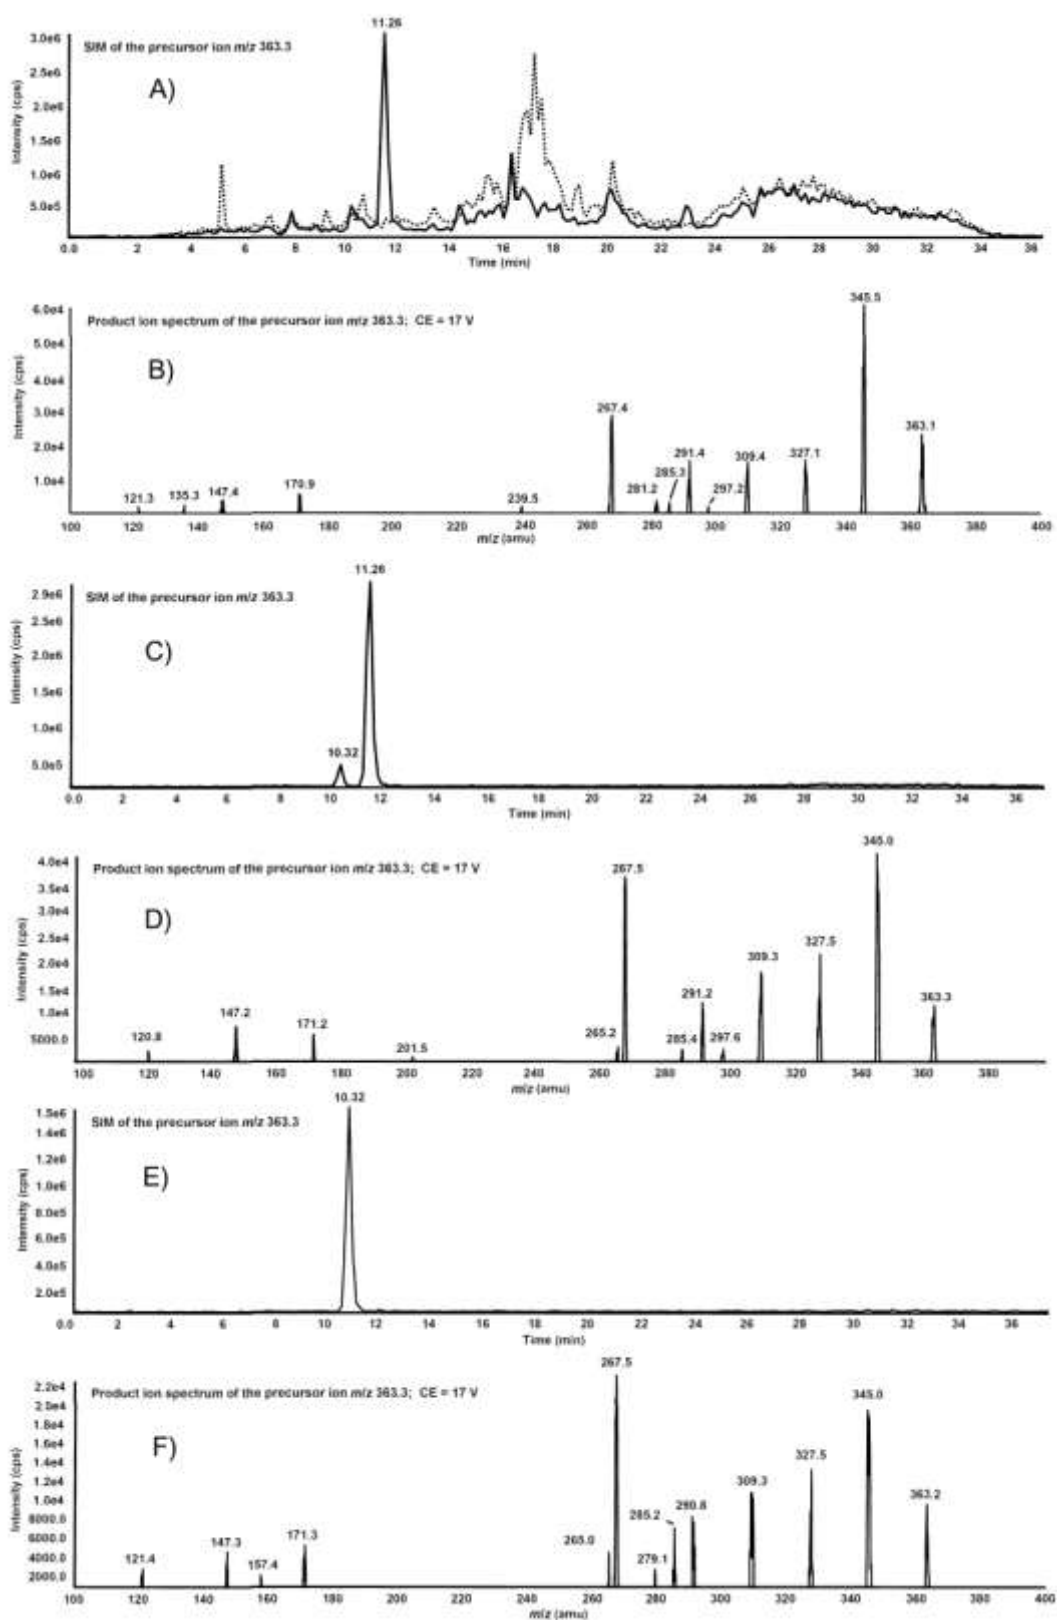 11.26
3.0e6
SIM of the precursor ion m/z 363.3
2.5e6
A)
2.0e6
1.5e6
1.0e6
5.0e5
Intensity (cps)
0.0 2 4 6 8 10 12 14 16 18 20 22 24 26 28 30 32 34 36
Time (min)
345.5
6.0e4
Product ion spectrum of the precursor ion m/z 363.3; CE = 17 V
5.0e4
B)
4.0e4
267.4
3.0e4
363.1
2.0e4
291.4 309.4 327.1
285.3
1.0e4
281.2 297.2
121.3 135.3 147.4 170.9 239.5
Intensity (cps)
100 120 140 160 180 200 220 240 260 280 300 320 340 360 380 400
m/z (amu)
11.26
2.9e6
SIM of the precursor ion m/z 363.3
2.5e6
C)
2.0e6
1.5e6
1.0e6
10.32
5.0e5
Intensity (cps)
0.0 2 4 6 8 10 12 14 16 18 20 22 24 26 28 30 32 34 36
Time (min)
345.0
4.0e4
Product ion spectrum of the precursor ion m/z 363.3; CE = 17 V
267.5
3.5e4
3.0e4
D)
2.5e4
327.5
2.0e4
309.3
1.5e4
291.2
363.3
1.0e4
147.2
5000.0
120.8 171.2 201.5 265.2 285.4 297.6
Intensity (cps)
100 120 140 160 180 200 220 240 260 280 300 320 340 360 380
m/z (amu)
10.32
1.5e6
SIM of the precursor ion m/z 363.3
1.4e6
1.2e6
E)
1.0e6
8.0e5
6.0e5
4.0e5
2.0e5
Intensity (cps)
0.0 2 4 6 8 10 12 14 16 18 20 22 24 26 28 30 32 34
Time (min)
267.5
2.2e4
Product ion spectrum of the precursor ion m/z 363.3; CE = 17 V
345.0
2.0e4
1.8e4
F)
1.6e4
327.5
1.4e4
1.2e4
309.3
363.2
1.0e4
285.2 290.8
8000.0
6000.0
171.3
147.3
265.0
4000.0
121.4 157.4 279.1
2000.0
Intensity (cps)
100 120 140 160 180 200 220 240 260 280 300 320 340 360 380 400
m/z (amu)